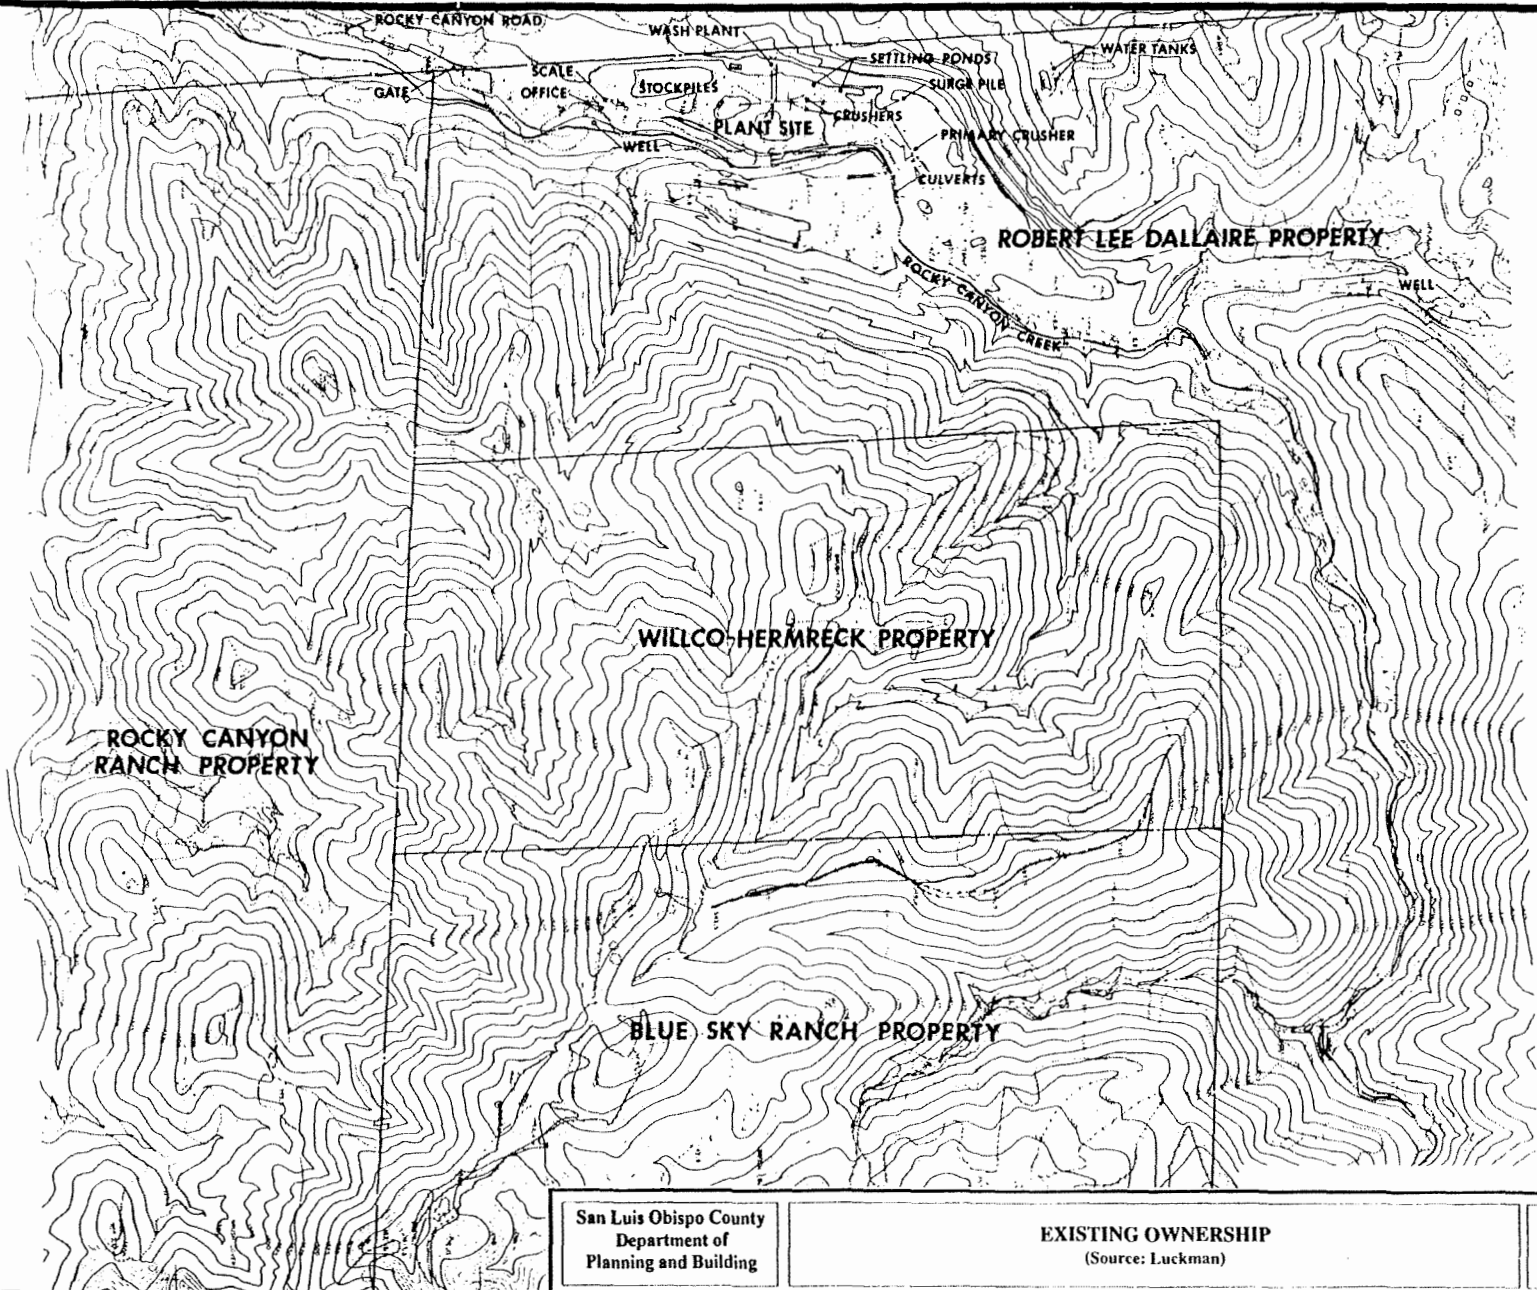 ROCKY CANYON ROAD
WASH PLANT
SETTLING PONDS
WATER TANKS
SCALE
OFFICE
STOCKPILES
SURGE PILE
GATE
CRUSHERS
PLANT SITE
PRIMARY CRUSHER
WELL
CULVERTS
ROBERT LEE DALLAIRE PROPERTY
ROCKY CANYON CREEK
WELL
WILLCO-HERMRECK PROPERTY
ROCKY CANYON
RANCH PROPERTY
BLUE SKY RANCH PROPERTY
San Luis Obispo County
Department of
Planning and Building
EXISTING OWNERSHIP
(Source: Luckman)